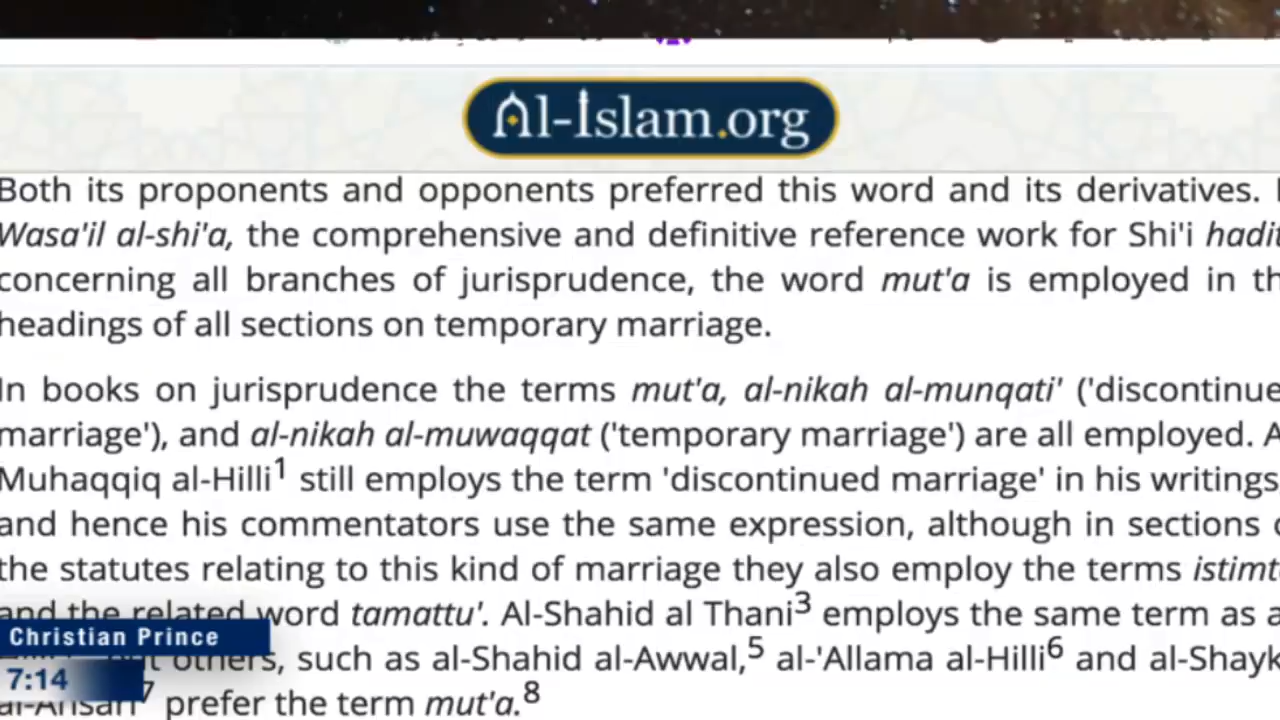 Al-Islam.org
Both its proponents and opponents preferred this word and its derivatives.
Wasa'il al-shi'a, the comprehensive and definitive reference work for Shi'i
concerning all branches of jurisprudence, the word mut'a is employed in
headings of all sections on temporary marriage.
In books on jurisprudence the terms mut'a, al-nikah al-munqati' ('discontinue
marriage'), and al-nikah al-muwaqqat ('temporary marriage') are all employed.
Muhaqqiq al-Hilli1 still employs the term 'discontinued marriage' in his writings
and hence his commentators use the same expression, although in sections
the statutes relating to this kind of marriage they also employ the terms
and the related word tamattu'. Al-Shahid al Thani3 employs the same term as
Christian Prince
others, such as al-Shahid al-Awwal,5 al-'Allama al-Hilli6 and
7:14
7 prefer the term mut'a.8